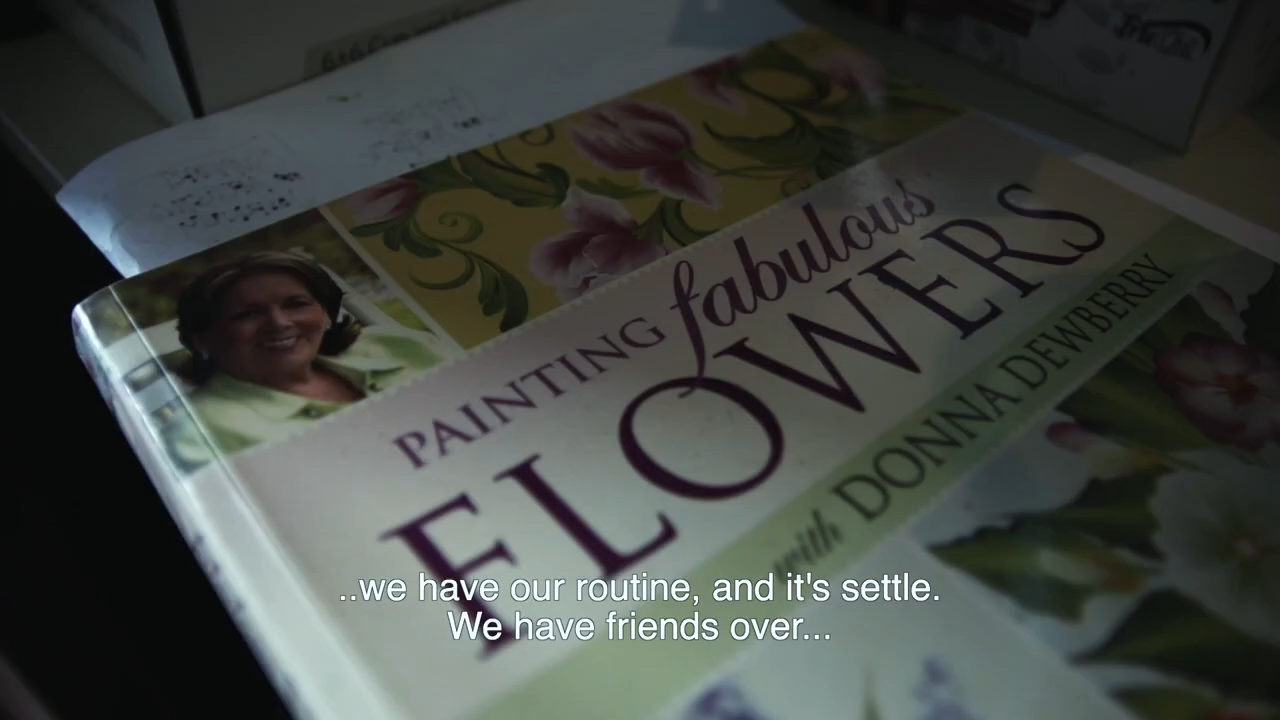 PAINTING fabulous
FLOWERS
with DONNA DEWBERRY
..we have our routine, and it's settle.
We have friends over...